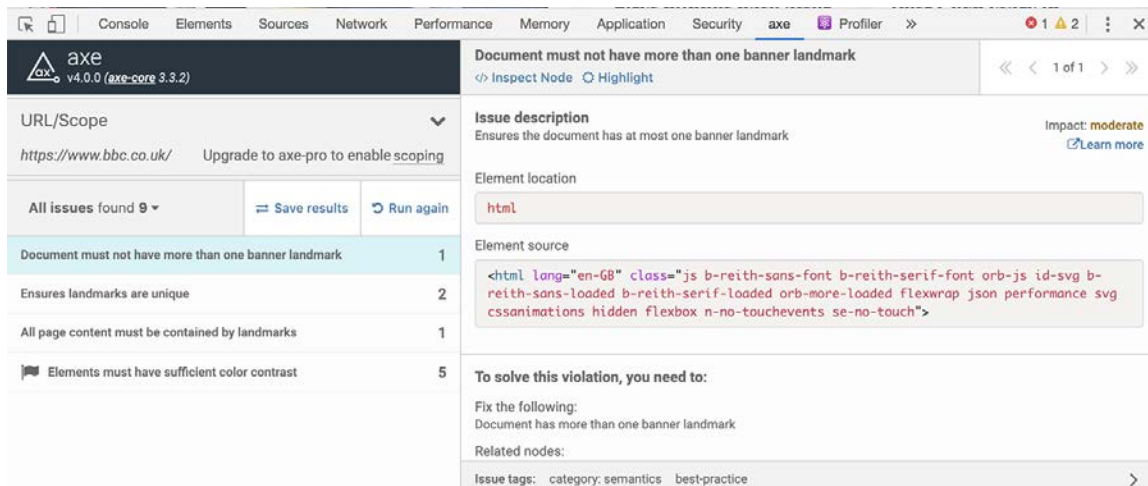 Console Elements Sources Network Performance Memory Application Security axe Profiler » 1 2
axe
v4.0.0 (axe-core 3.3.2)
URL/Scope
https://www.bbc.co.uk/ Upgrade to axe-pro to enable scoping
All issues found 9 Save results Run again
Document must not have more than one banner landmark 1
Ensures landmarks are unique 2
All page content must be contained by landmarks 1
Elements must have sufficient color contrast 5
Document must not have more than one banner landmark
</> Inspect Node Highlight
1 of 1
Issue description
Ensures the document has at most one banner landmark
Impact: moderate
Learn more
Element location
html
Element source
<html lang="en-GB" class="js b-reith-sans-font b-reith-serif-font orb-js id-svg b-
reith-sans-loaded b-reith-serif-loaded orb-more-loaded flexwrap json performance svg
cssanimations hidden flexbox n-no-touchevents se-no-touch">
To solve this violation, you need to:
Fix the following:
Document has more than one banner landmark
Related nodes:
Issue tags: category: semantics best-practice